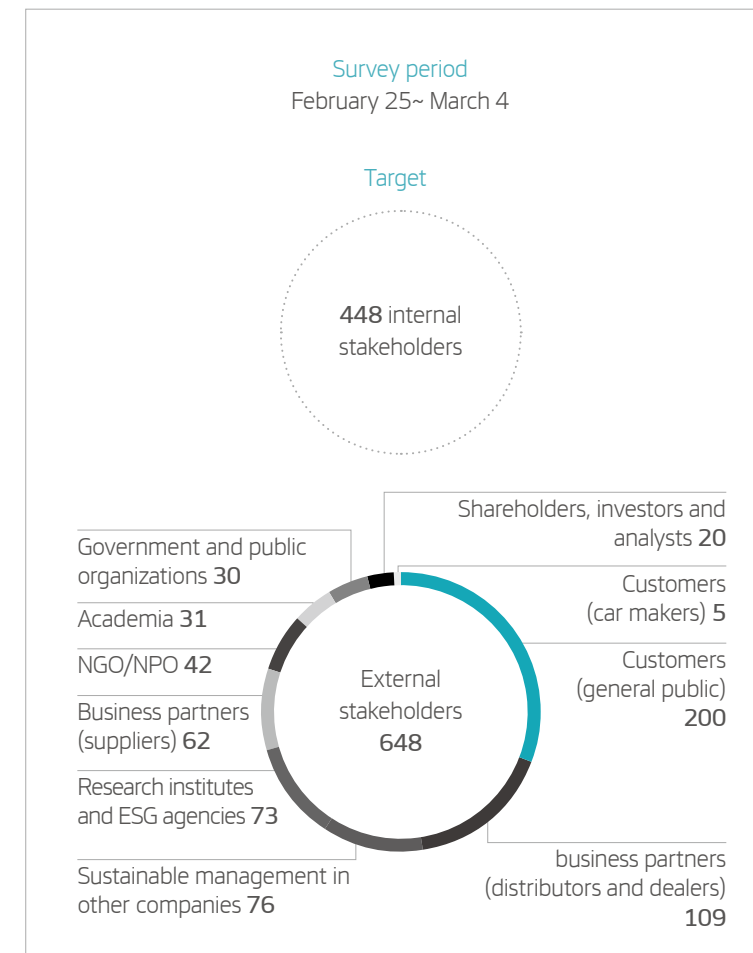 Survey period
February 25~ March 4
Target
448 internal
stakeholders
Shareholders, investors and
analysts 20
Government and public
organizations 30
Customers
(car makers) 5
Academia 31
NGO/NPO 42
Customers
(general public)
200
External
stakeholders
648
Business partners
(suppliers) 62
Research institutes
and ESG agencies 73
Sustainable management in
other companies 76
business partners
(distributors and dealers)
109